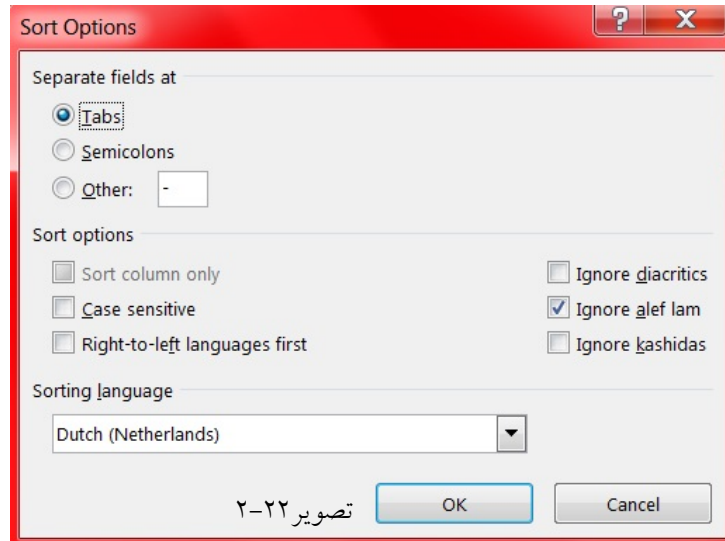 Sort Options
Separate fields at
Tabs
Semicolons
Other: -
Sort options
Sort column only
Ignore diacritics
Case sensitive
Ignore alef lam
Right-to-left languages first
Ignore kashidas
Sorting language
Dutch (Netherlands)
تصویر۲۲-۲
OK
Cancel